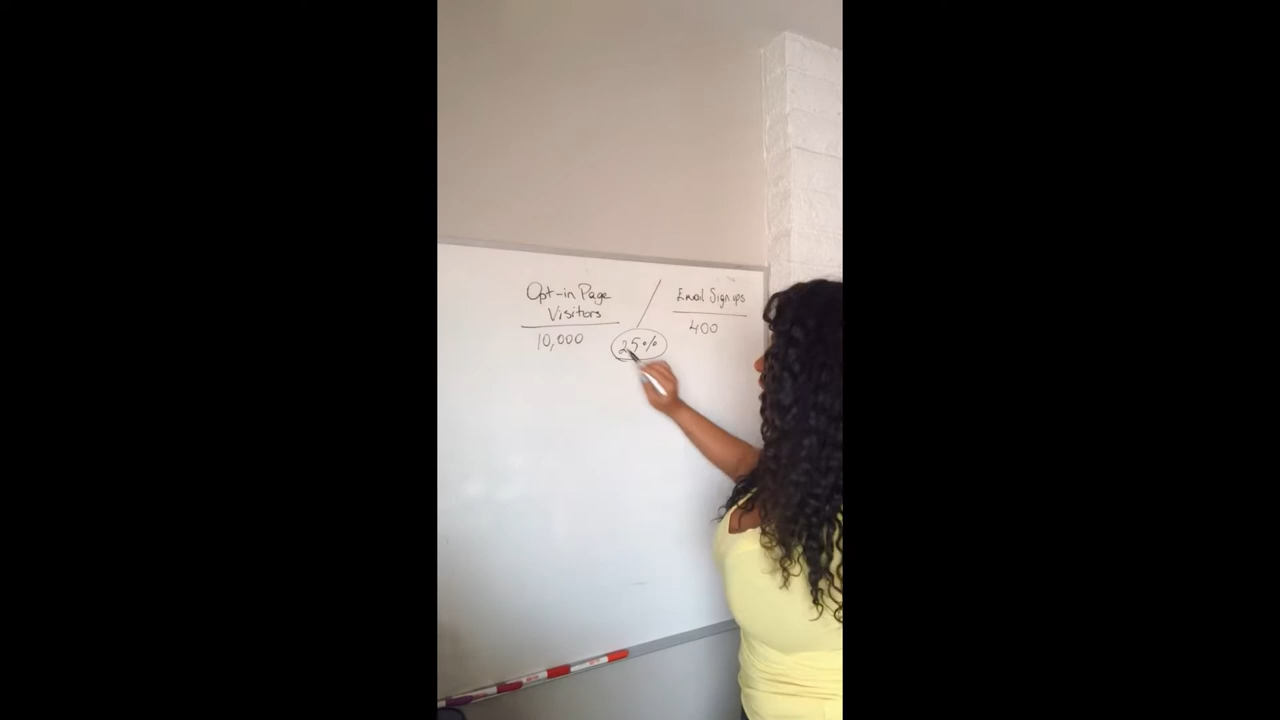 Opt-in Page
Visitors
10,000
/
25%
Email Sign ups
400